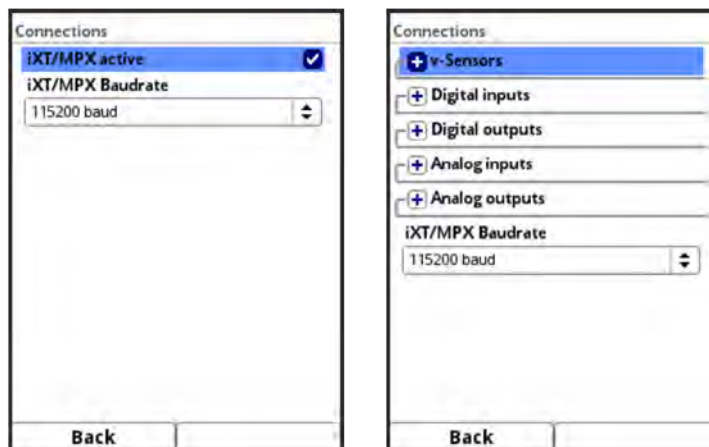 Connections
iXT/MPX active
iXT/MPX Baudrate
115200 baud
Back
Connections
v-Sensors
Digital inputs
Digital outputs
Analog inputs
Analog outputs
iXT/MPX Baudrate
115200 baud
Back